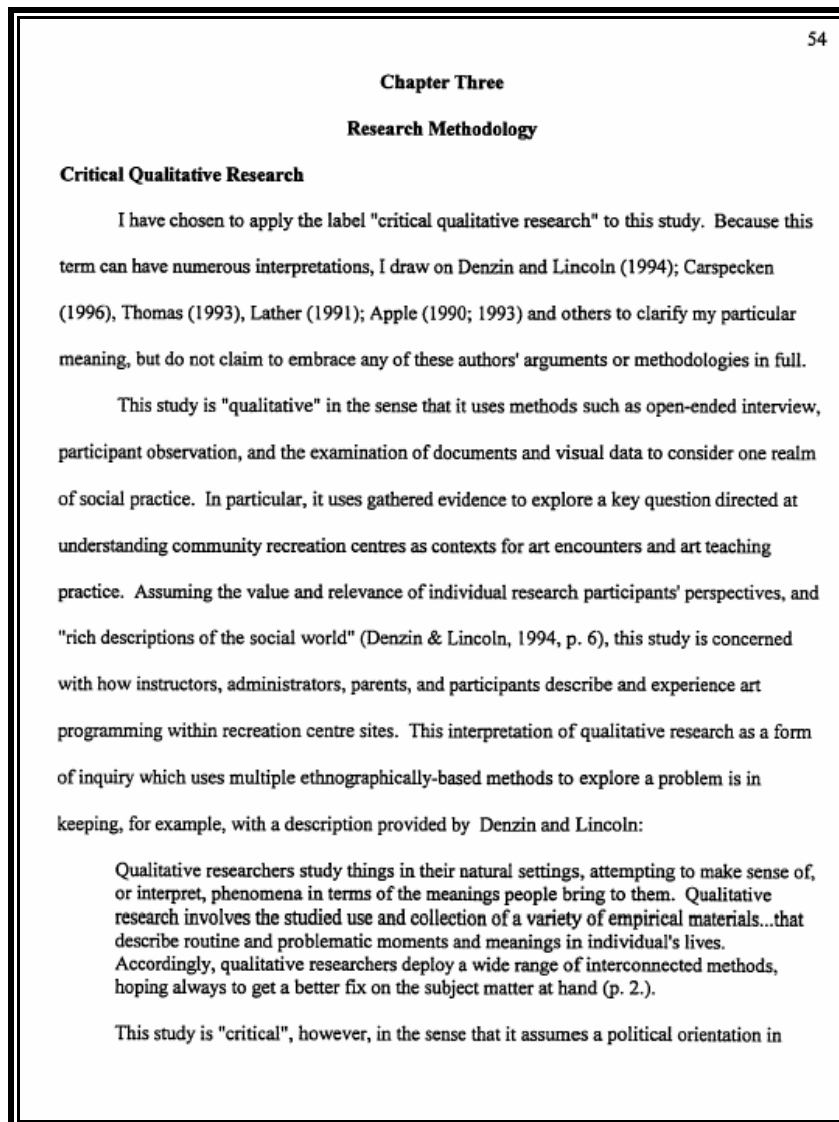 54
Chapter Three
Research Methodology
Critical Qualitative Research
I have chosen to apply the label "critical qualitative research" to this study. Because this
term can have numerous interpretations, I draw on Denzin and Lincoln (1994); Carspecken
(1996), Thomas (1993), Lather (1991); Apple (1990; 1993) and others to clarify my particular
meaning, but do not claim to embrace any of these authors' arguments or methodologies in full.
This study is "qualitative" in the sense that it uses methods such as open-ended interview,
participant observation, and the examination of documents and visual data to consider one realm
of social practice. In particular, it uses gathered evidence to explore a key question directed at
understanding community recreation centres as contexts for art encounters and art teaching
practice. Assuming the value and relevance of individual research participants' perspectives, and
"rich descriptions of the social world" (Denzin & Lincoln, 1994, p. 6), this study is concerned
with how instructors, administrators, parents, and participants describe and experience art
programming within recreation centre sites. This interpretation of qualitative research as a form
of inquiry which uses multiple ethnographically-based methods to explore a problem is in
keeping, for example, with a description provided by Denzin and Lincoln:
Qualitative researchers study things in their natural settings, attempting to make sense of,
or interpret, phenomena in terms of the meanings people bring to them. Qualitative
research involves the studied use and collection of a variety of empirical materials...that
describe routine and problematic moments and meanings in individual's lives.
Accordingly, qualitative researchers deploy a wide range of interconnected methods,
hoping always to get a better fix on the subject matter at hand (p. 2.).
This study is "critical", however, in the sense that it assumes a political orientation in